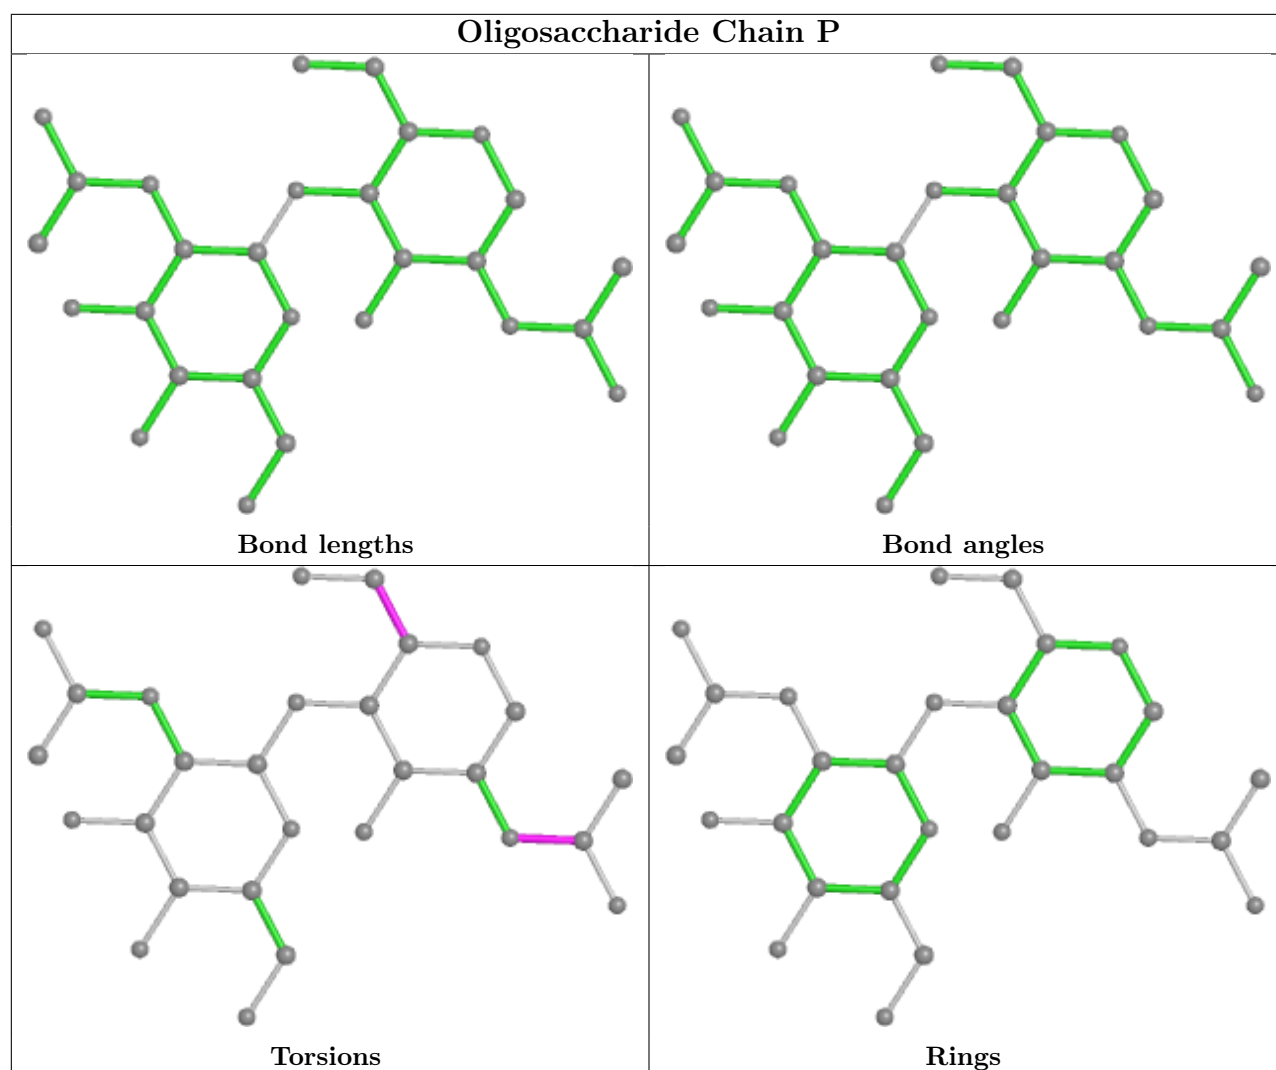 Oligosaccharide Chain P
Bond lengths
Bond angles
Torsions
Rings